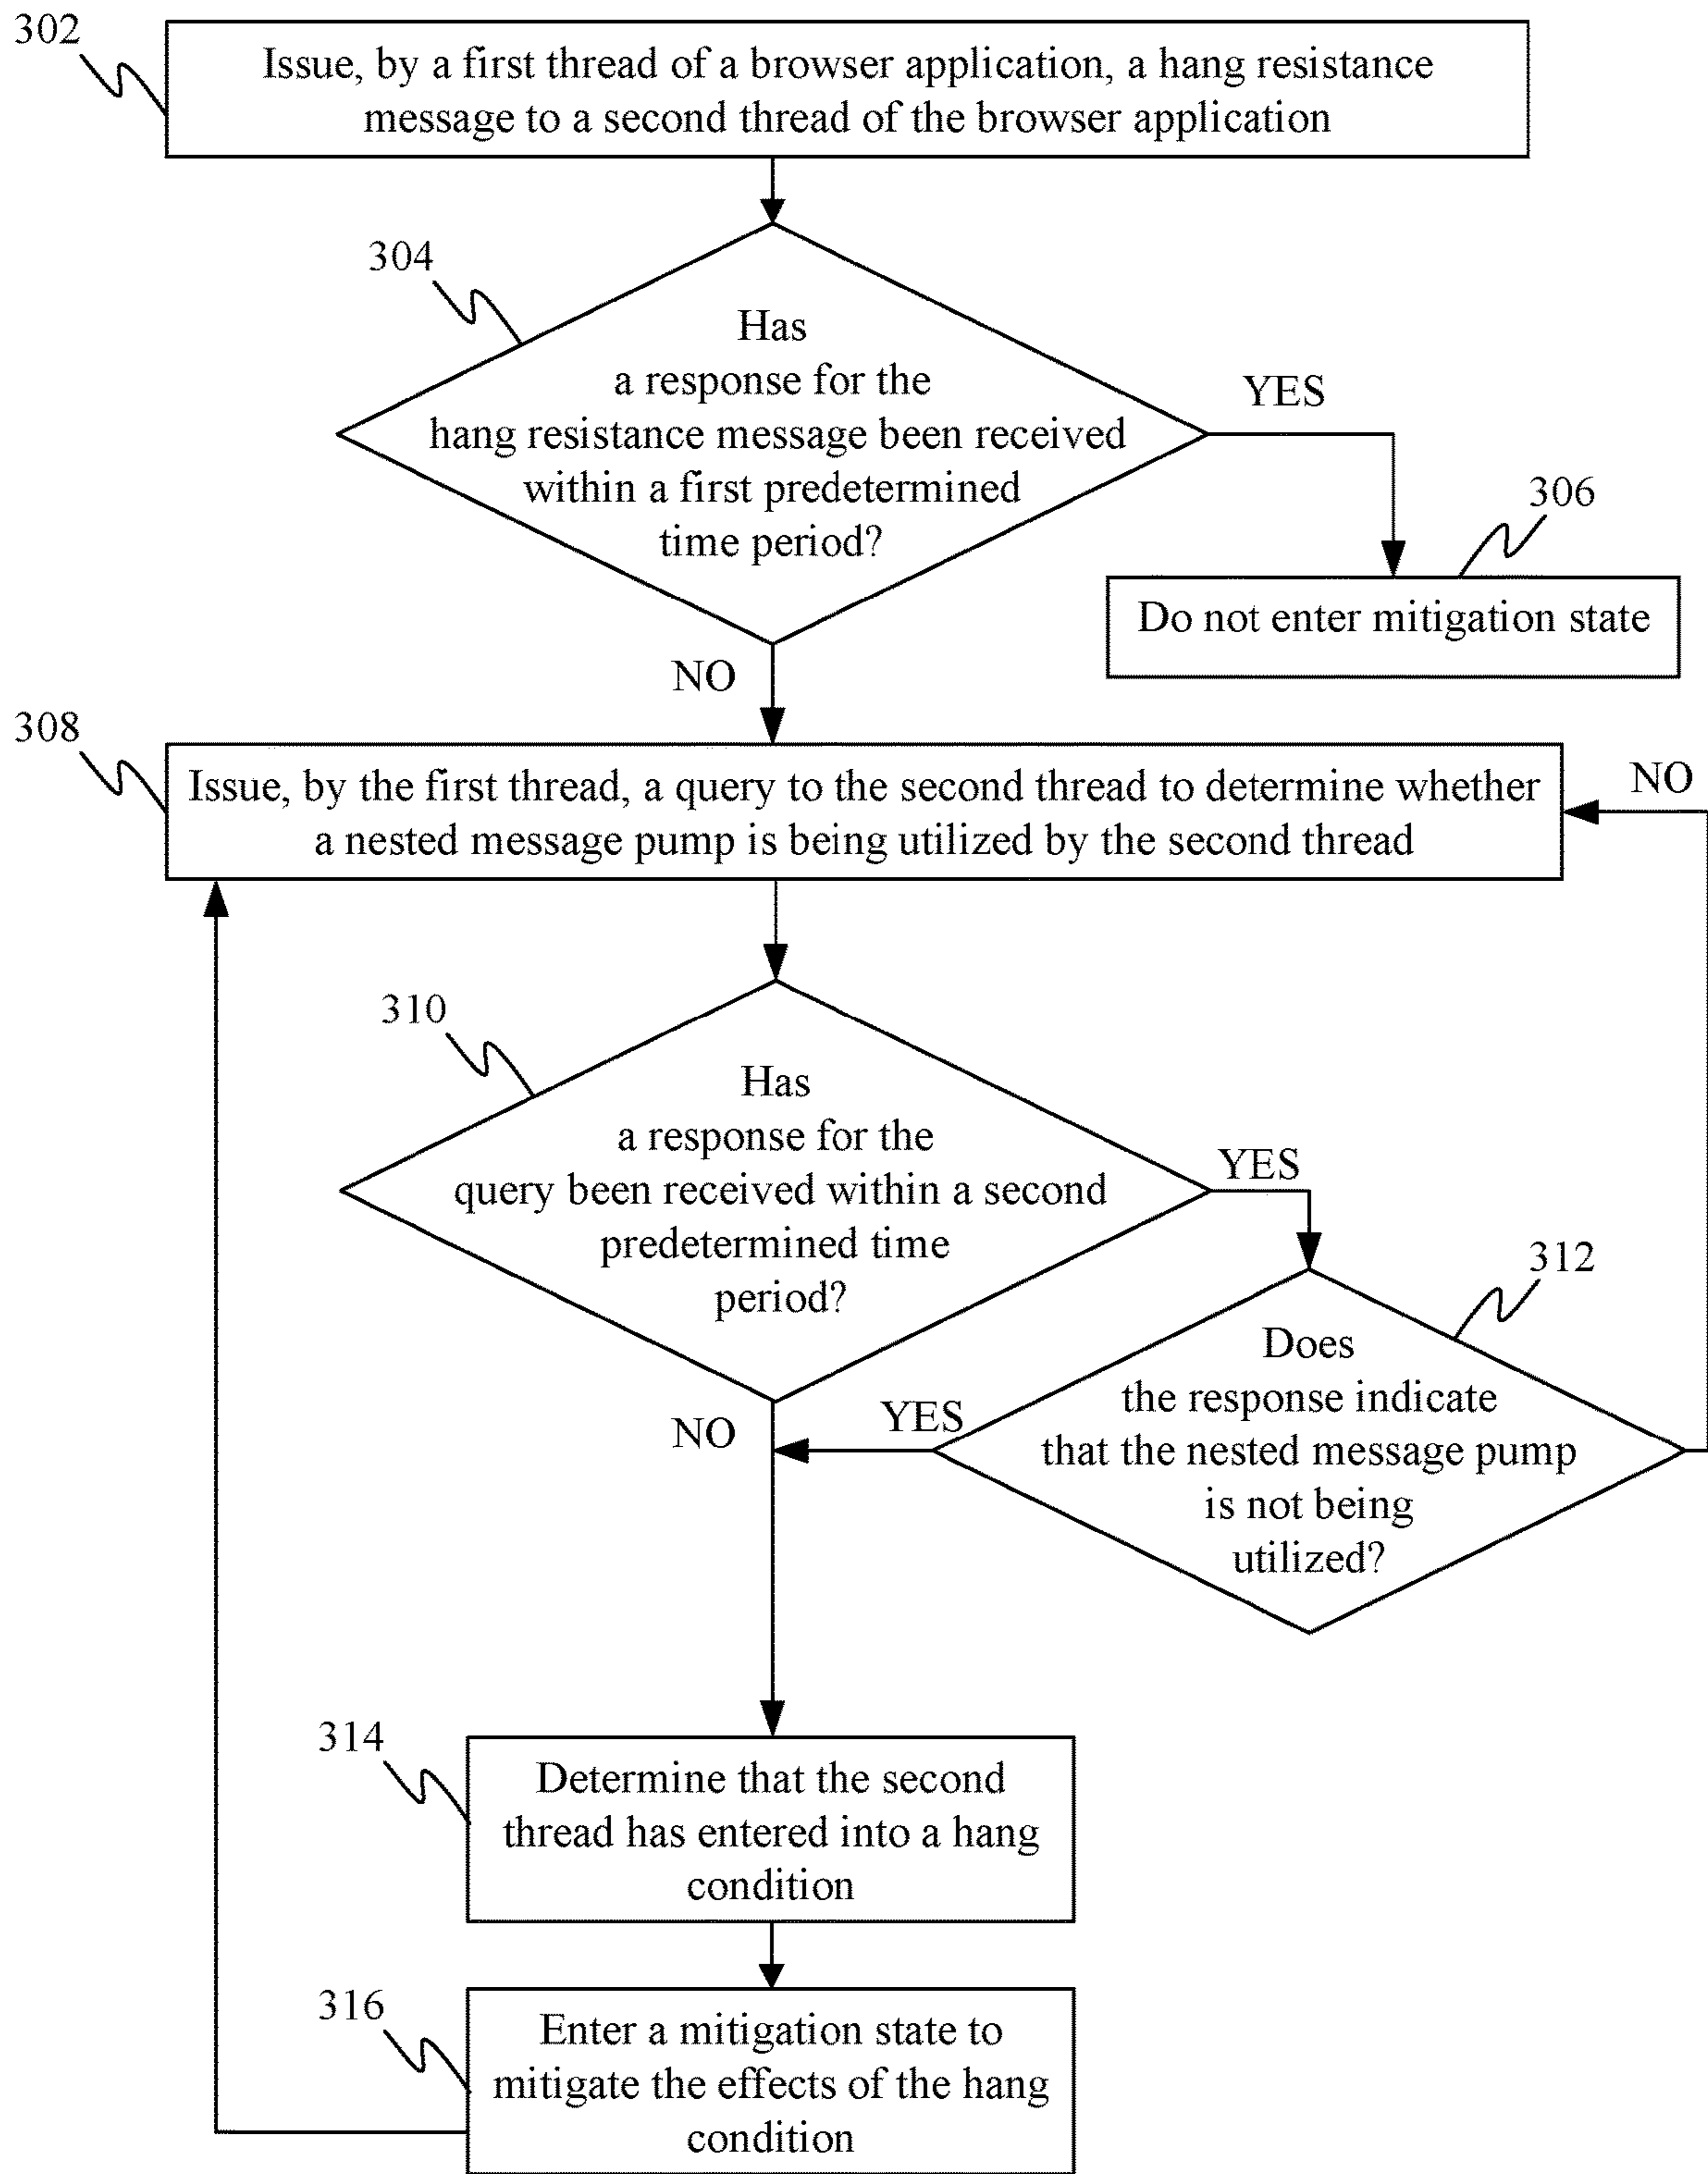 302
Issue, by a first thread of a browser application, a hang resistance
message to a second thread of the browser application
304
Has
a response for the
hang resistance message been received
within a first predetermined
time period?
YES
306
Do not enter mitigation state
NO
308
Issue, by the first thread, a query to the second thread to determine whether
a nested message pump is being utilized by the second thread
NO
310
Has
a response for the
query been received within a second
predetermined time
period?
YES
312
Does
the response indicate
that the nested message pump
is not being
utilized?
YES
NO
314
Determine that the second
thread has entered into a hang
condition
316
Enter a mitigation state to
mitigate the effects of the hang
condition